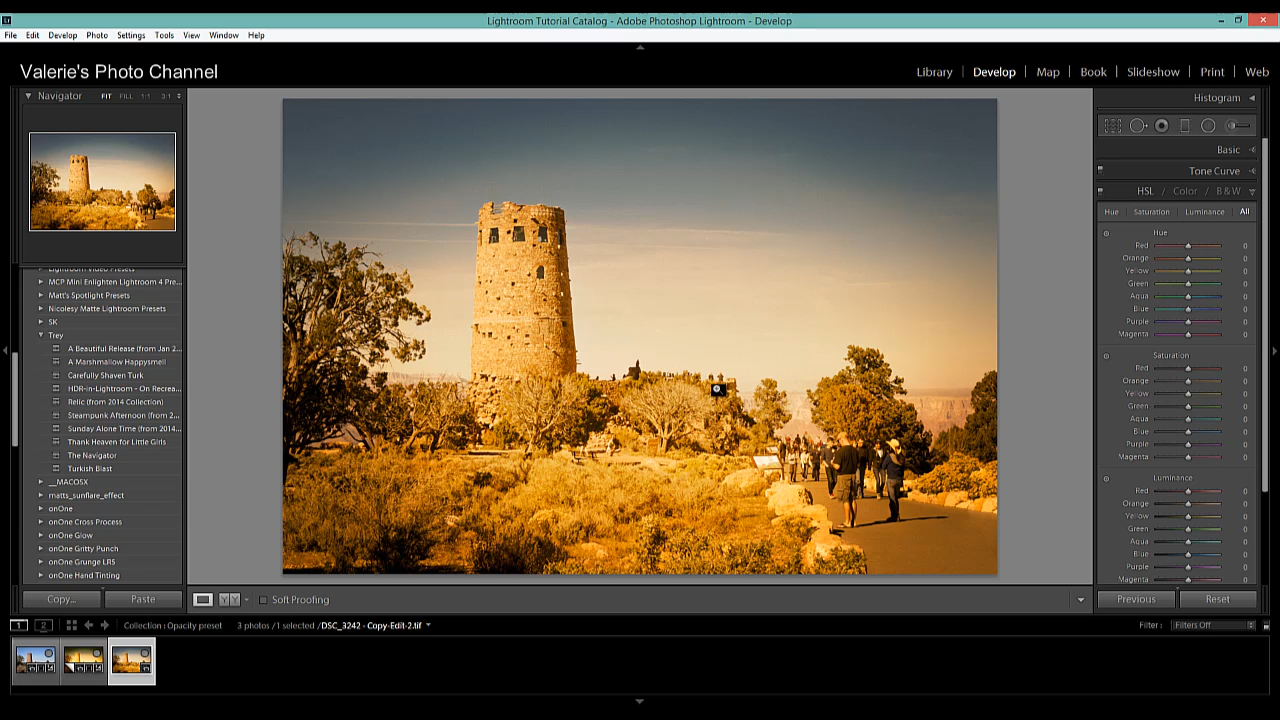 Lightroom Tutorial Catalog - Adobe Photoshop Lightroom - Develop
File Edit Develop Photo Settings Tools View Window Help
Valerie's Photo Channel
Library | Develop | Map | Book | Slideshow | Print | Web
Navigator FIT FILL 1:1 3:1
Lightroom Video Presets
MCP Mini Enlighten Lightroom 4 Pre...
Matt's Spotlight Presets
Nicolesy Matte Lightroom Presets
SK
Trey
A Beautiful Release (from Jan 2...
A Marshmallow Happysmell
Carefully Shaven Turk
HDR-in-Lightroom - On Recrea...
Relic (from 2014 Collection)
Steampunk Afternoon (from 2...
Sunday Alone Time (from 2014...
Thank Heaven for Little Girls
The Navigator
Turkish Blast
__MACOSX
matts_sunflare_effect
onOne
onOne Cross Process
onOne Glow
onOne Gritty Punch
onOne Grunge LR5
onOne Hand Tinting
Copy... Paste
Y Y
Soft Proofing
Histogram
Basic
Tone Curve
HSL / Color / B & W
Hue Saturation Luminance All
Hue
Red 0
Orange 0
Yellow 0
Green 0
Aqua 0
Blue 0
Purple 0
Magenta 0
Saturation
Red 0
Orange 0
Yellow 0
Green 0
Aqua 0
Blue 0
Purple 0
Magenta 0
Luminance
Red 0
Orange 0
Yellow 0
Green 0
Aqua 0
Blue 0
Purple 0
Magenta 0
Previous Reset
1 2 Collection : Opacity preset 3 photos / 1 selected / DSC_3242 - Copy-Edit-2.tif
Filter : Filters Off